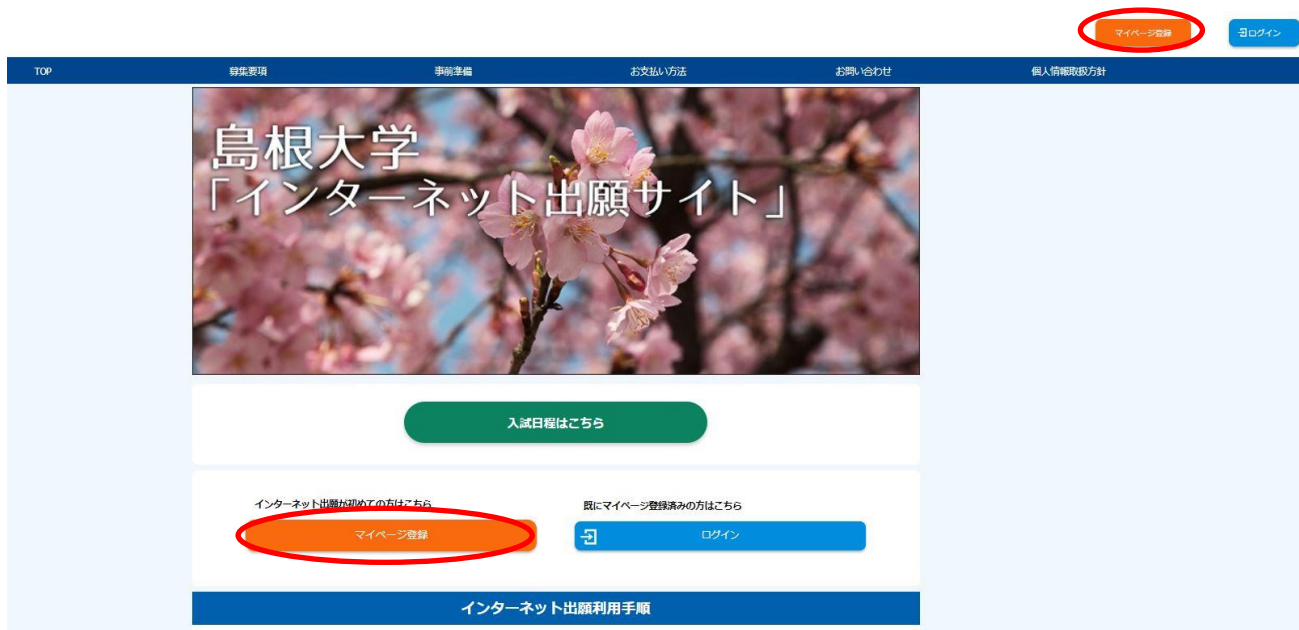 マイページ登録
ログイン
TOP
募集要項
事前準備
お支払い方法
お問い合わせ
個人情報取扱方針
島根大学
「インターネット出願サイト」
入試日程はこちら
インターネット出願が初めての方はこちら
既にマイページ登録済みの方はこちら
マイページ登録
ログイン
インターネット出願利用手順